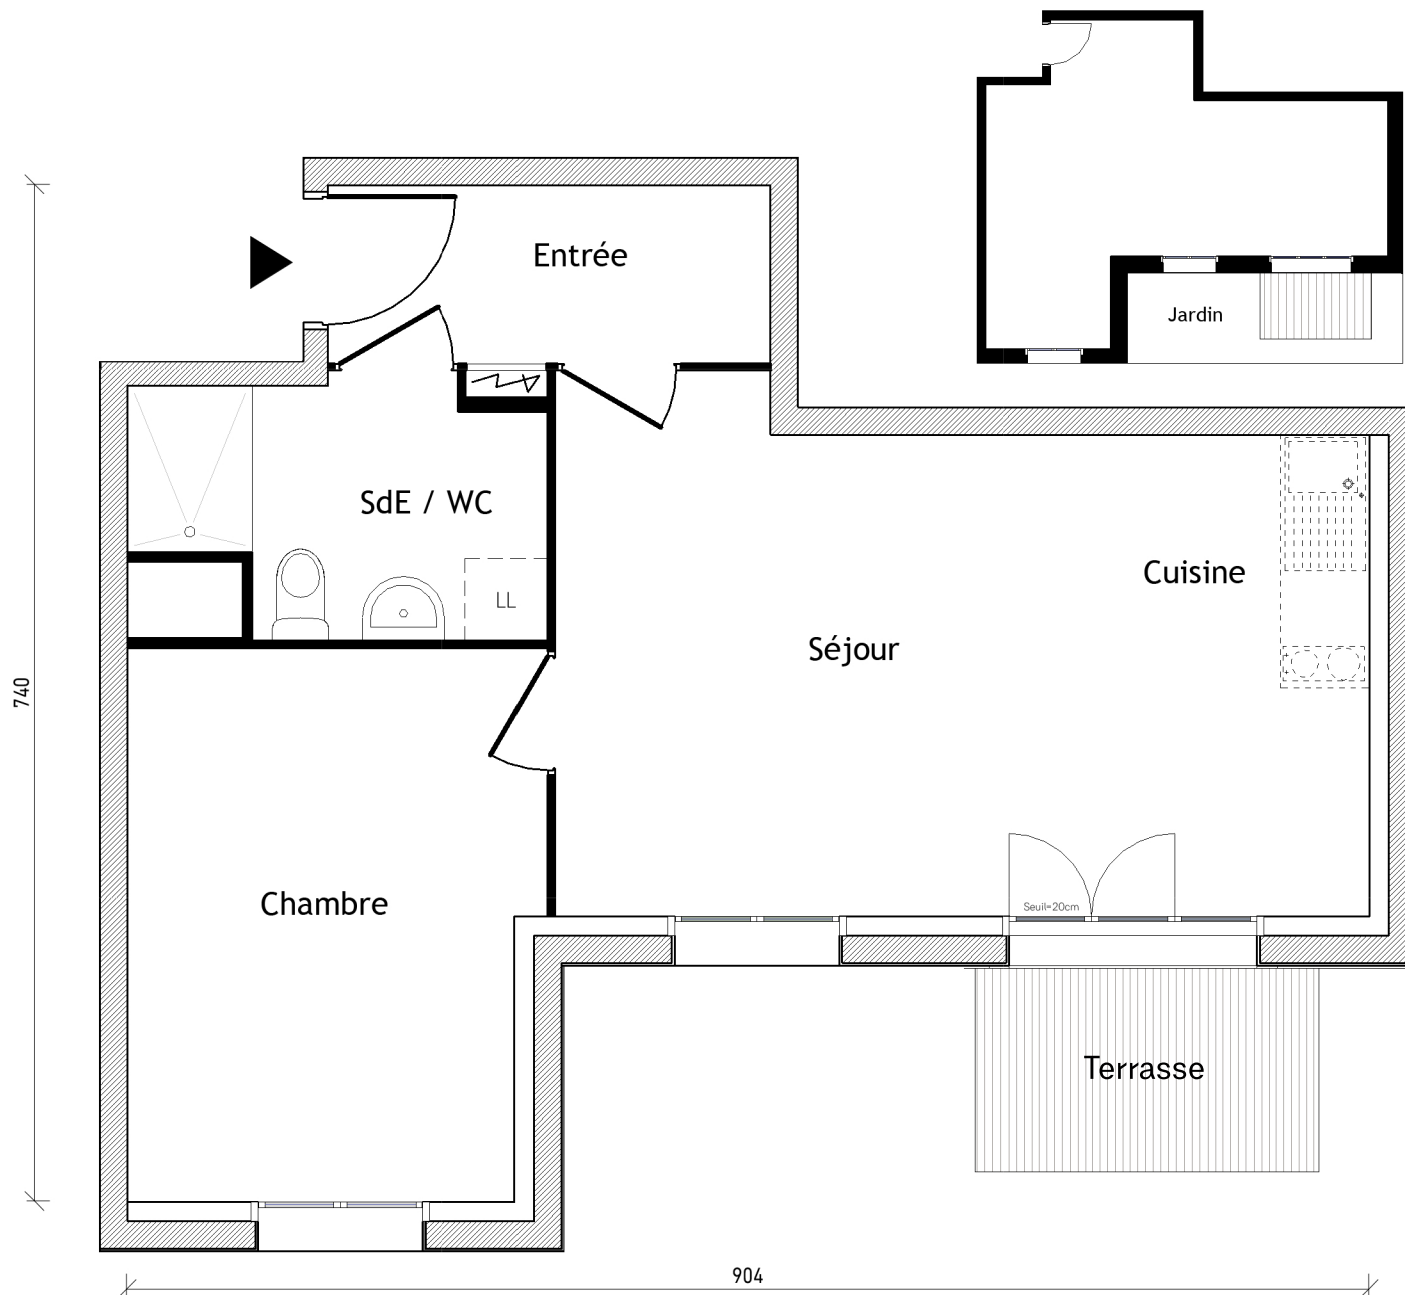 Jardin
Entrée
SdE / WC
Cuisine
LL
Séjour
740
Chambre
Seuil=20cm
Terrasse
904